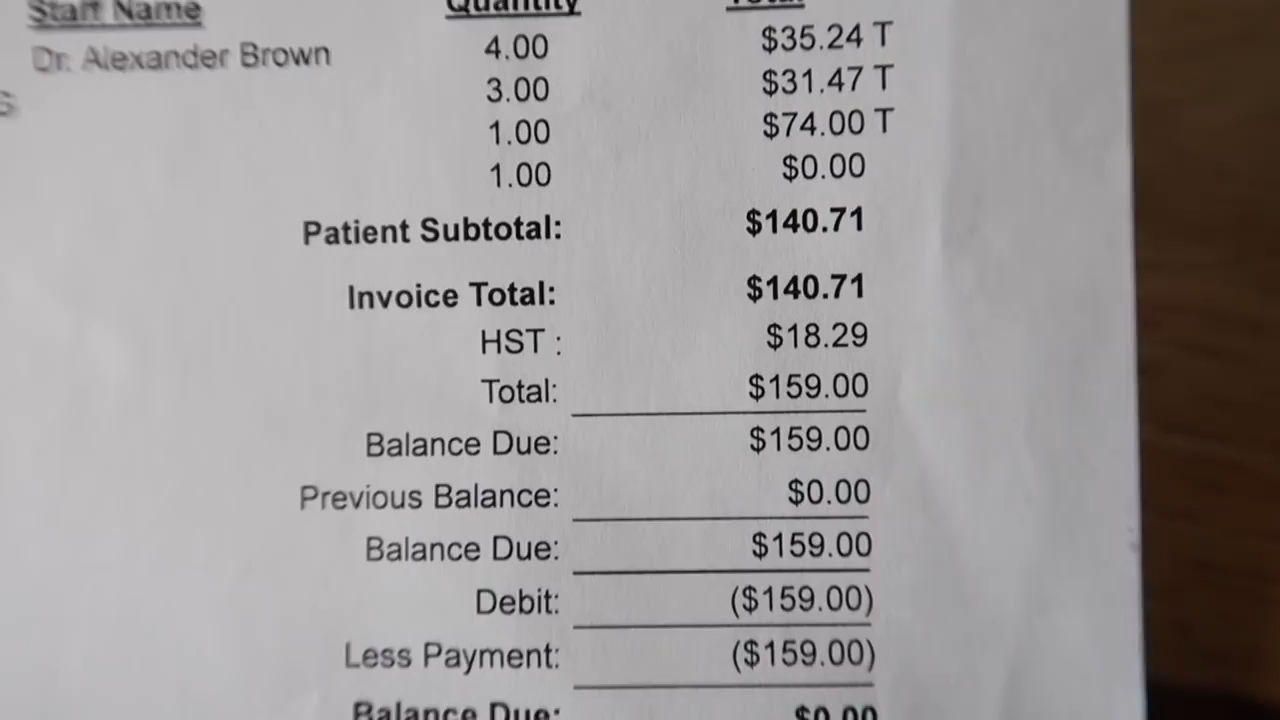 Staff Name Quantity Total
Dr. Alexander Brown 4.00 $35.24 T
S 3.00 $31.47 T
1.00 $74.00 T
1.00 $0.00
Patient Subtotal: $140.71
Invoice Total: $140.71
HST : $18.29
Total: $159.00
Balance Due: $159.00
Previous Balance: $0.00
Balance Due: $159.00
Debit: ($159.00)
Less Payment: ($159.00)
Balance Due: $0.00